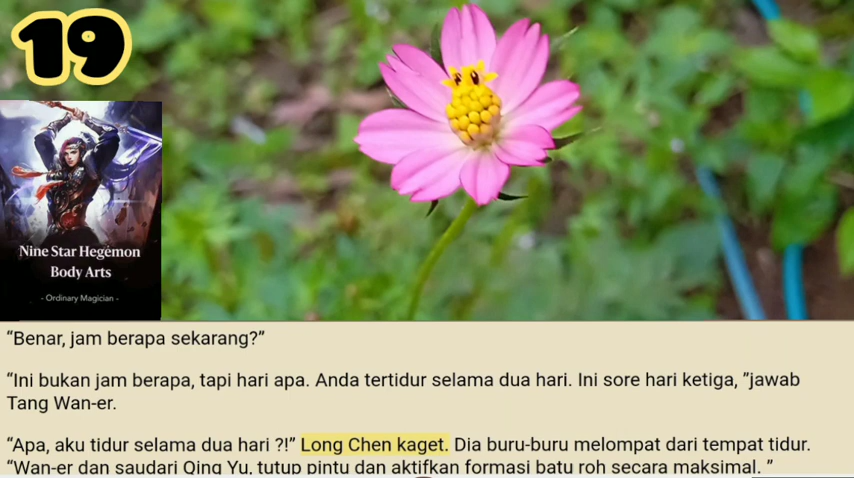 19
Nine Star Hegemon
Body Arts
- Ordinary Magician -
“Benar, jam berapa sekarang?”
“Ini bukan jam berapa, tapi hari apa. Anda tertidur selama dua hari. Ini sore hari ketiga, ”jawab
Tang Wan-er.
“Apa, aku tidur selama dua hari ?!” Long Chen kaget. Dia buru-buru melompat dari tempat tidur.
“Wan-er dan saudari Qing Yu, tutup pintu dan aktifkan formasi batu roh secara maksimal. ”